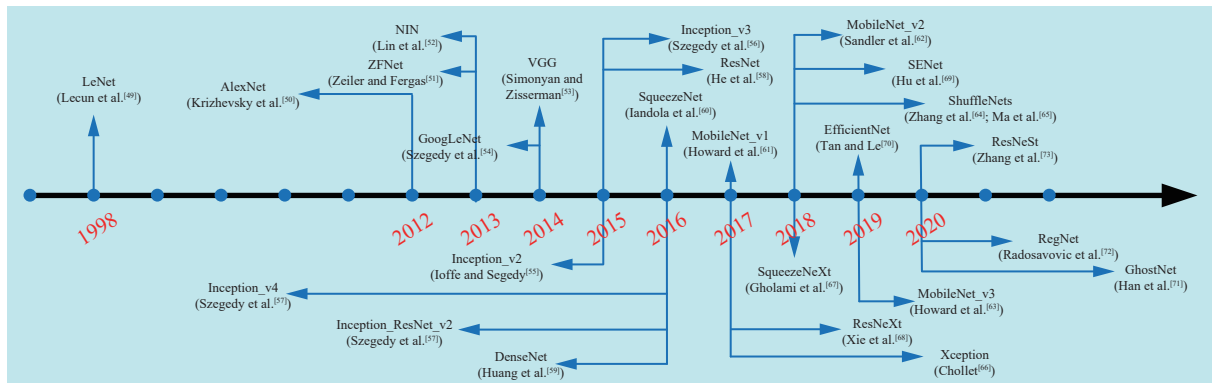 LeNet
(Lecun et al.[49])
AlexNet
(Krizhevsky et al.[50])
NIN
(Lin et al.[52])
ZFNet
(Zeiler and Fergas[51])
VGG
(Simonyan and
Zisserman[53])
GoogLeNet
(Szegedy et al.[54])
Inception_v3
(Szegedy et al.[56])
ResNet
(He et al.[58])
SqueezeNet
(Iandola et al.[60])
MobileNet_v1
(Howard et al.[61])
MobileNet_v2
(Sandler et al.[62])
SENet
(Hu et al.[69])
ShuffleNets
(Zhang et al.[64]; Ma et al.[65])
EfficientNet
(Tan and Le[70])
ResNeSt
(Zhang et al.[73])
1998
2012
2013
2014
2015
2016
2017
2018
2019
2020
Inception_v2
(Ioffe and Segedy[55])
Inception_v4
(Szegedy et al.[57])
Inception_ResNet_v2
(Szegedy et al.[57])
DenseNet
(Huang et al.[59])
SqueezeNeXt
(Gholami et al.[67])
MobileNet_v3
(Howard et al.[63])
ResNeXt
(Xie et al.[68])
Xception
(Chollet[66])
RegNet
(Radosavovic et al.[72])
GhostNet
(Han et al.[71])